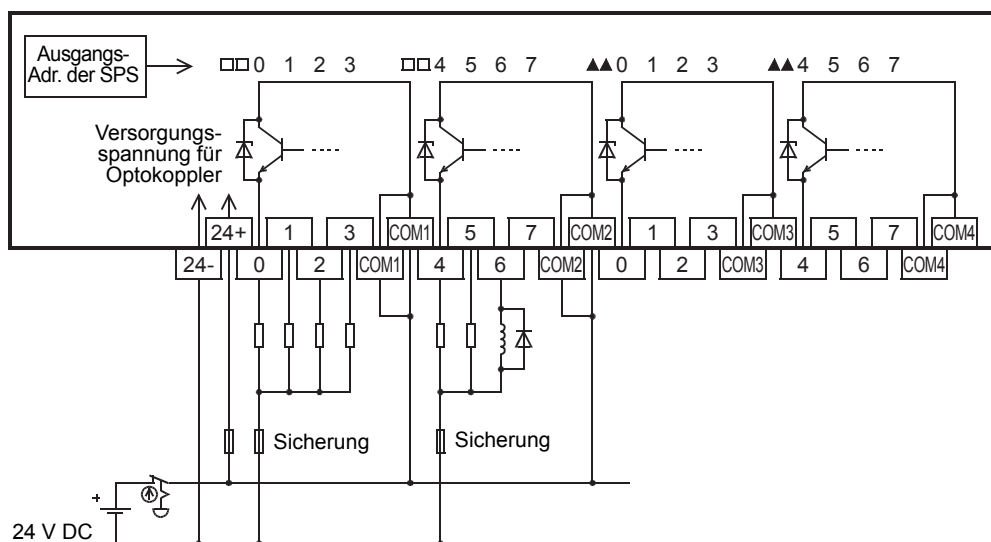 Ausgangs-
Adr. der SPS
□□0 1 2 3 □□4 5 6 7 ▲▲0 1 2 3 ▲▲4 5 6 7
Versorgungs-
spannung für
Optokoppler
24+ 1 3 COM1 5 7 COM2 1 3 COM3 5 7 COM4
24- 0 2 COM1 4 6 COM2 0 2 COM3 4 6 COM4
Sicherung Sicherung
+
24 V DC